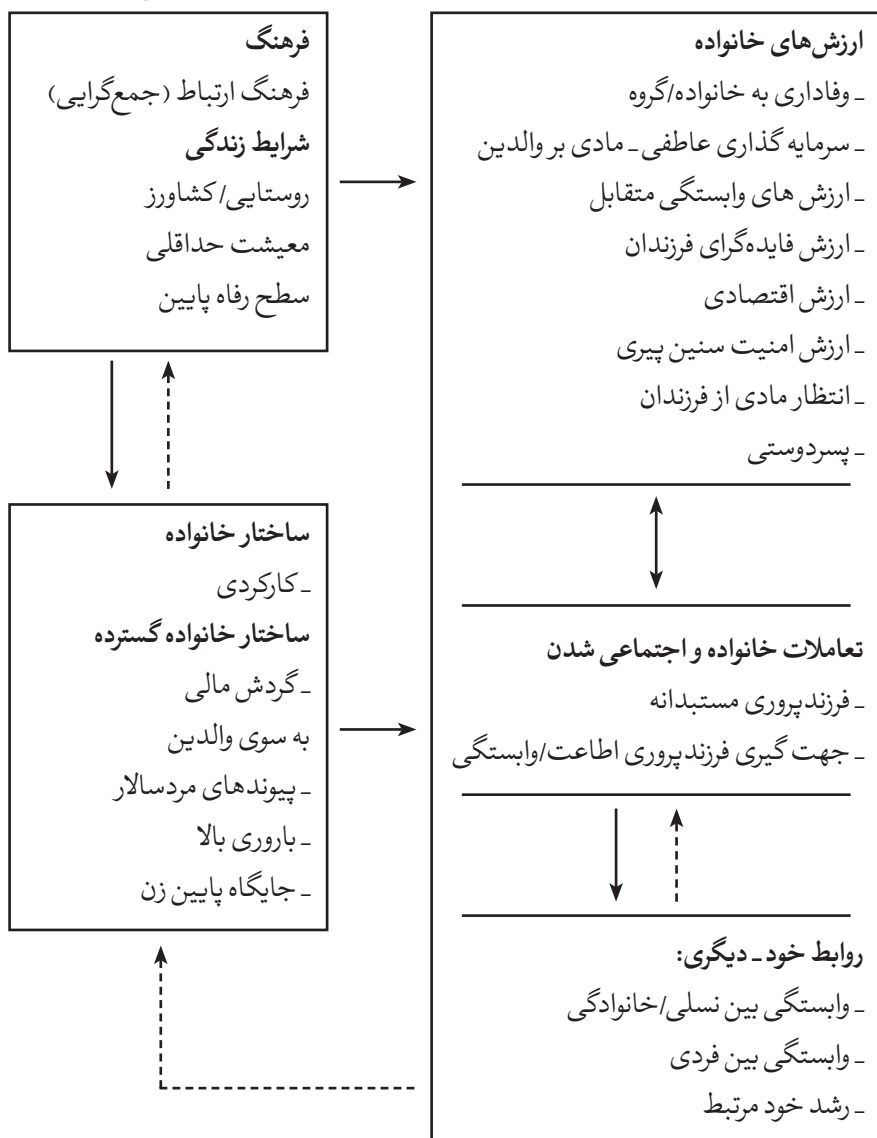 فرهنگ
فرهنگ ارتباط (جمع‌گرایی)
شرایط زندگی
روستایی/کشاورز
معیشت حداقلی
سطح رفاه پایین
ساختار خانواده
ـ کارکردی
ساختار خانواده گسترده
ـ گردش مالی
به سوی والدین
ـ پیوندهای مردسالار
ـ باروری بالا
ـ جایگاه پایین زن
ارزش‌های خانواده
ـ وفاداری به خانواده/گروه
ـ سرمایه گذاری عاطفی ـ مادی بر والدین
ـ ارزش های وابستگی متقابل
ـ ارزش فایده‌گرای فرزندان
ـ ارزش اقتصادی
ـ ارزش امنیت سنین پیری
ـ انتظار مادی از فرزندان
ـ پسردوستی
تعاملات خانواده و اجتماعی شدن
ـ فرزندپروری مستبدانه
ـ جهت گیری فرزندپروری اطاعت/وابستگی
روابط خود ـ دیگری:
ـ وابستگی بین نسلی/خانوادگی
ـ وابستگی بین فردی
ـ رشد خود مرتبط